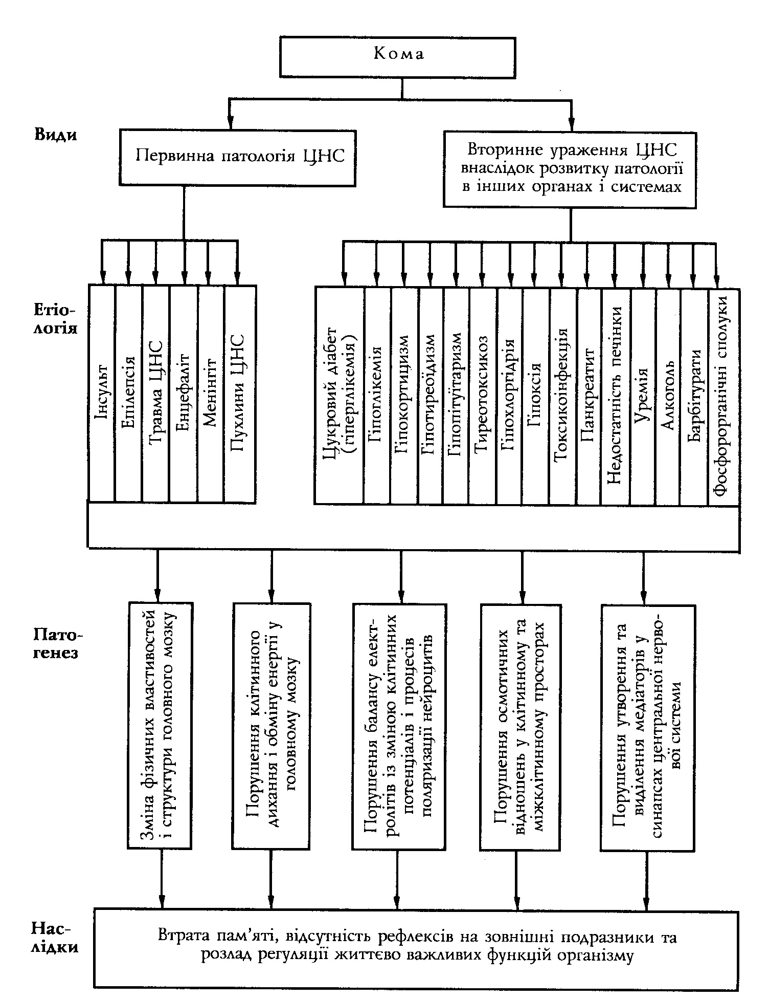 Кома
Види
Первинна патологія ЦНС
Вторинне ураження ЦНС
внаслідок розвитку патології
в інших органах і системах
Етіо-
логія
Інсульт
Епілепсія
Травма ЦНС
Енцефаліт
Менінгіт
Пухлини ЦНС
Цукровий діабет
(гіперглікемія)
Гіпоглікемія
Гіпокортицизм
Гіпотиреоїдизм
Гіпопітуїтаризм
Тиреотоксикоз
Гіпохлоргідрія
Гіпоксія
Токсикоінфекція
Панкреатит
Недостатність печінки
Уремія
Алкоголь
Барбітурати
Фосфорорганічні сполуки
Пато-
генез
Зміна фізичних властивостей
і структури головного мозку
Порушення клітинного
дихання і обміну енергії у
головному мозку
Порушення балансу елект-
ролітів із зміною клітинних
потенціалів і процесів
поляризації нейроцитів
Порушення осмотичних
відношень у клітинному та
міжклітинному просторах
Порушення утворення та
виділення медіаторів у
синапсах центральної нерво-
вої системи
Нас-
лідки
Втрата пам’яті, відсутність рефлексів на зовнішні подразники та
розлад регуляції життєво важливих функцій організму